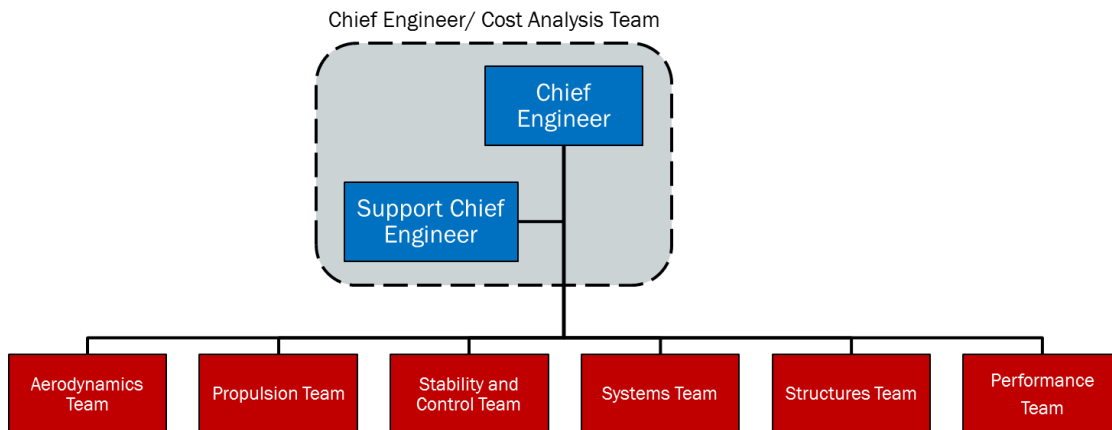 Chief Engineer/ Cost Analysis Team
Chief
Engineer
Support Chief
Engineer
Aerodynamics
Team
Propulsion Team
Stability and
Control Team
Systems Team
Structures Team
Performance
Team